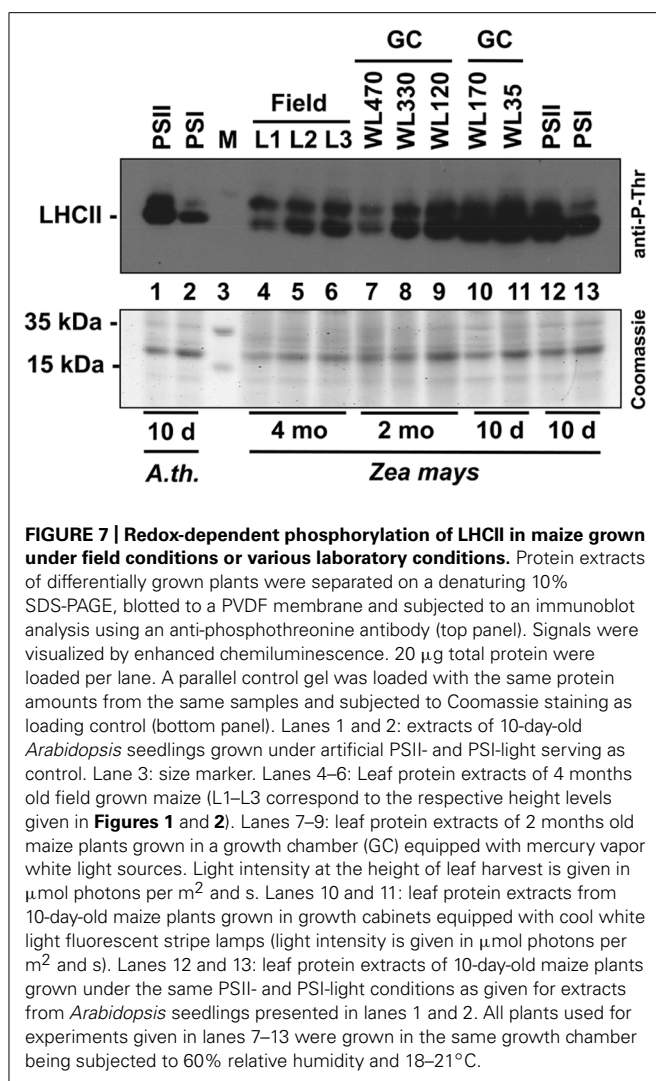 GC GC
PSII PSI M Field WL470 WL330 WL120 WL170 WL35 PSII PSI
L1 L2 L3
LHCII -
anti-P-Thr
1 2 3 4 5 6 7 8 9 10 11 12 13
35 kDa -
15 kDa -
Coomassie
10 d 4 mo 2 mo 10 d 10 d
A.th. Zea mays
FIGURE 7 | Redox-dependent phosphorylation of LHCII in maize grown
under field conditions or various laboratory conditions. Protein extracts
of differentially grown plants were separated on a denaturing 10%
SDS-PAGE, blotted to a PVDF membrane and subjected to an immunoblot
analysis using an anti-phosphothreonine antibody (top panel). Signals were
visualized by enhanced chemiluminescence. 20 μg total protein were
loaded per lane. A parallel control gel was loaded with the same protein
amounts from the same samples and subjected to Coomassie staining as
loading control (bottom panel). Lanes 1 and 2: extracts of 10-day-old
Arabidopsis seedlings grown under artificial PSII- and PSI-light serving as
control. Lane 3: size marker. Lanes 4–6: Leaf protein extracts of 4 months
old field grown maize (L1–L3 correspond to the respective height levels
given in Figures 1 and 2). Lanes 7–9: leaf protein extracts of 2 months old
maize plants grown in a growth chamber (GC) equipped with mercury vapor
white light sources. Light intensity at the height of leaf harvest is given in
μmol photons per m² and s. Lanes 10 and 11: leaf protein extracts from
10-day-old maize plants grown in growth cabinets equipped with cool white
light fluorescent stripe lamps (light intensity is given in μmol photons per
m² and s). Lanes 12 and 13: leaf protein extracts of 10-day-old maize plants
grown under the same PSII- and PSI-light conditions as given for extracts
from Arabidopsis seedlings presented in lanes 1 and 2. All plants used for
experiments given in lanes 7–13 were grown in the same growth chamber
being subjected to 60% relative humidity and 18–21°C.